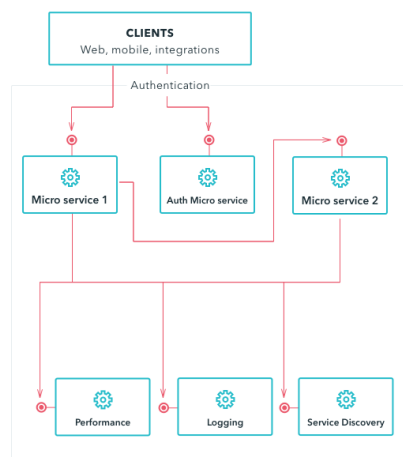 CLIENTS
Web, mobile, integrations
Authentication
Micro service 1
Auth Micro service
Micro service 2
Performance
Logging
Service Discovery